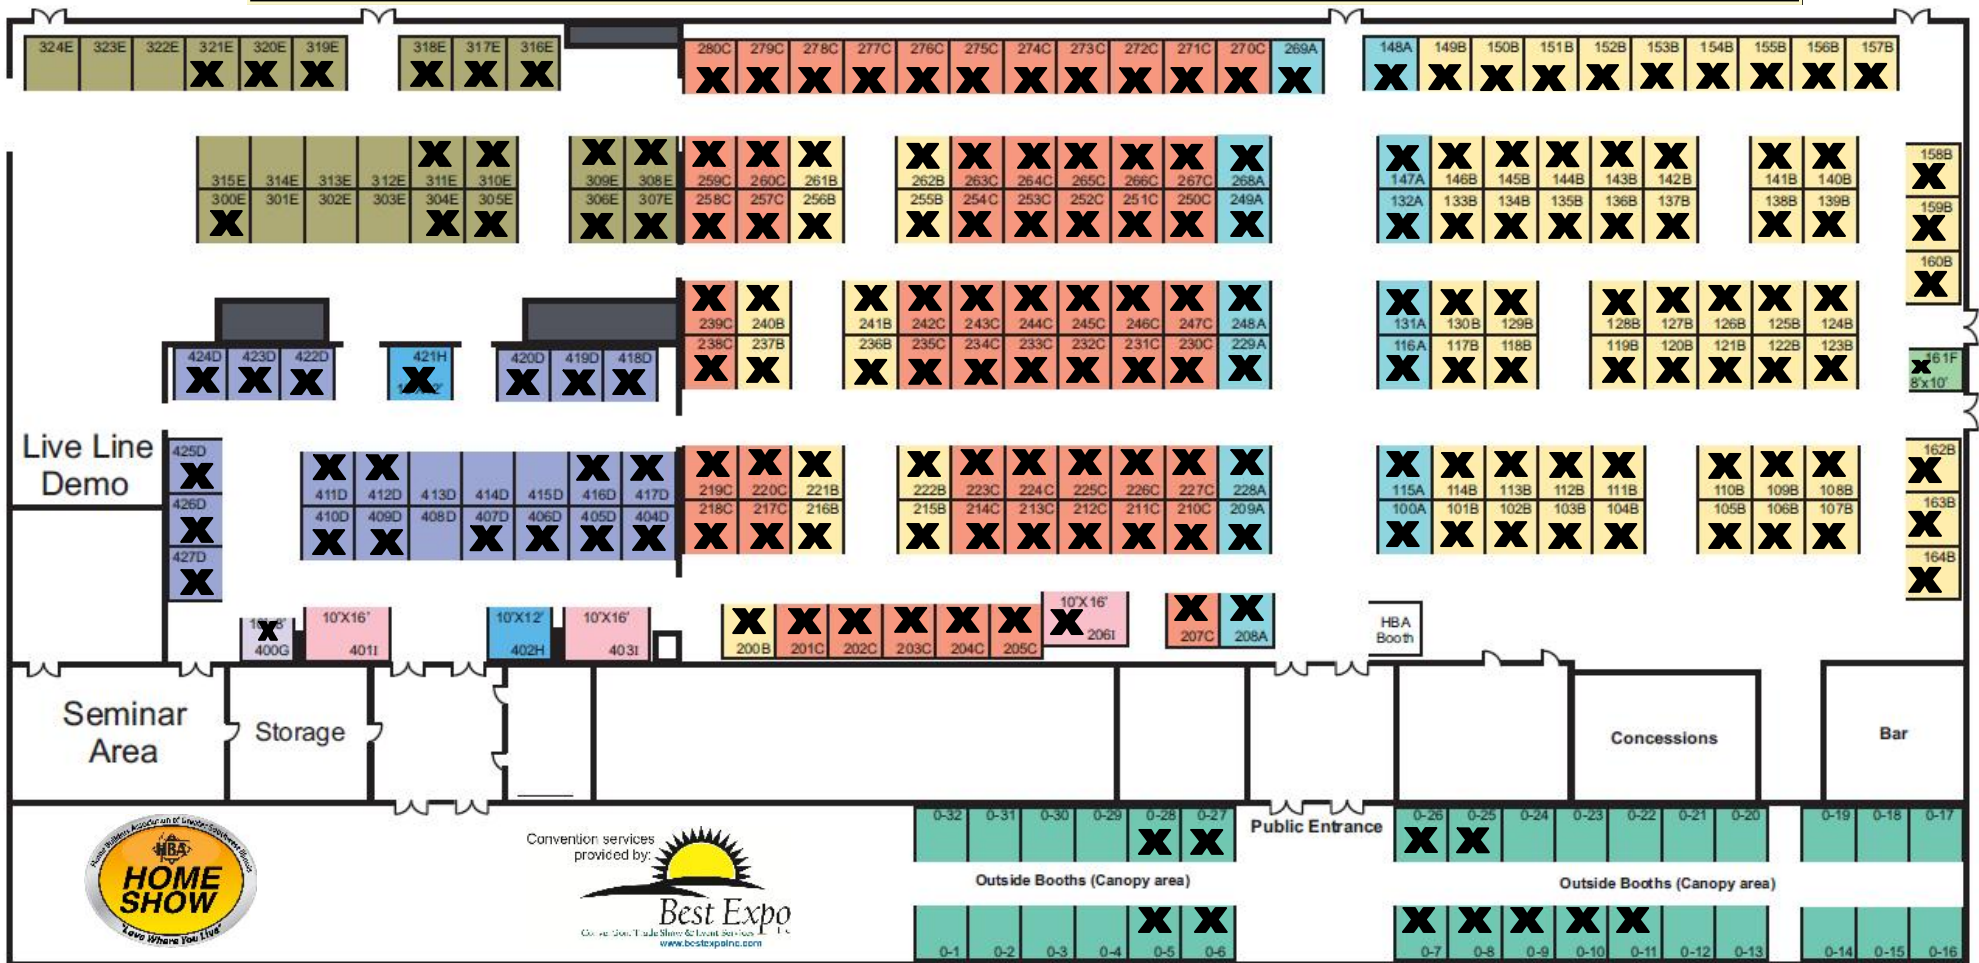 324E 323E 322E 321E 320E 319E 318E 317E 316E 280C 279C 278C 277C 276C 275C 274C 273C 272C 271C 270C 269A 148A 149B 150B 151B 152B 153B 154B 155B 156B 157B
315E 314E 313E 312E 311E 310E 309E 308E 259C 260C 261B 262B 263C 264C 265C 266C 267C 268A 147A 146B 145B 144B 143B 142B 141B 140B 158B
300E 301E 302E 303E 304E 305E 306E 307E 258C 257C 256B 255B 254C 253C 252C 251C 250C 249A 132A 133B 134B 135B 136B 137B 138B 139B 159B
160B
239C 240B 241B 242C 243C 244C 245C 246C 247C 248A 131A 130B 129B 128B 127B 126B 125B 124B
238C 237B 236B 235C 234C 233C 232C 231C 230C 229A 116A 117B 118B 119B 120B 121B 122B 123B
424D 423D 422D 421H 420D 419D 418D 161F
8'x10'
Live Line
Demo
425D 162B
411D 412D 413D 414D 415D 416D 417D 219C 220C 221B 222B 223C 224C 225C 226C 227C 228A 115A 114B 113B 112B 111B 110B 109B 108B
426D 410D 409D 408D 407D 406D 405D 404D 218C 217C 216B 215B 214C 213C 212C 211C 210C 209A 100A 101B 102B 103B 104B 105B 106B 107B 163B
427D 164B
10'X16' 10'X12' 10'X16' 10'X16'
400G 401I 402H 403I 200B 201C 202C 203C 204C 205C 206I 207C 208A
HBA
Booth
Seminar
Area
Storage
Concessions
Bar
0-32 0-31 0-30 0-29 0-28 0-27 0-26 0-25 0-24 0-23 0-22 0-21 0-20 0-19 0-18 0-17
Public Entrance
Outside Booths (Canopy area)
Outside Booths (Canopy area)
0-1 0-2 0-3 0-4 0-5 0-6 0-7 0-8 0-9 0-10 0-11 0-12 0-13 0-14 0-15 0-16
Home Builders Association of Greater Southwest Illinois
HBA
HOME
SHOW
"Love Where You Live"
Convention services
provided by:
Best Expo
Convention, Trade Show & Event Services
www.bestexpoinc.com